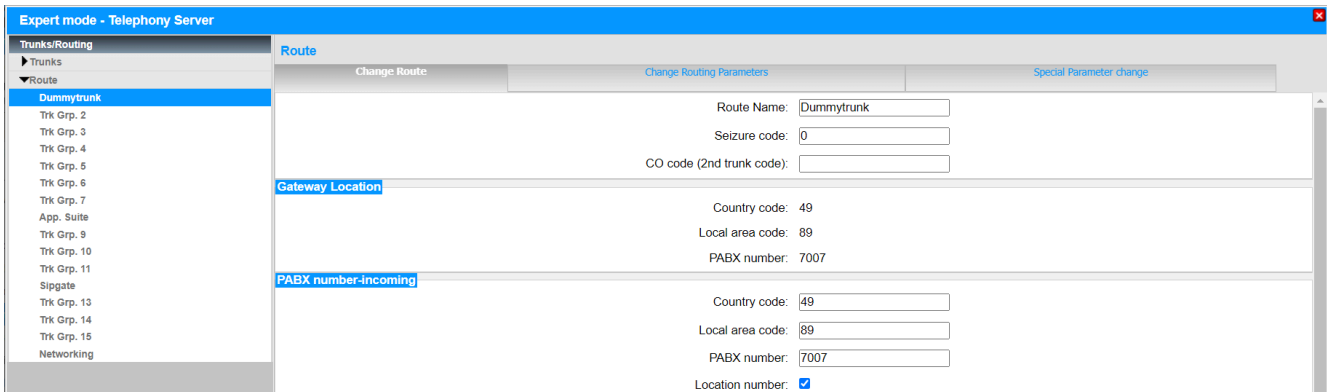 Expert mode - Telephony Server
Trunks/Routing
Trunks
Route
Dummytrunk
Trk Grp. 2
Trk Grp. 3
Trk Grp. 4
Trk Grp. 5
Trk Grp. 6
Trk Grp. 7
App. Suite
Trk Grp. 9
Trk Grp. 10
Trk Grp. 11
Sipgate
Trk Grp. 13
Trk Grp. 14
Trk Grp. 15
Networking
Route
Change Route Change Routing Parameters Special Parameter change
Route Name: Dummytrunk
Seizure code: 0
CO code (2nd trunk code):
Gateway Location
Country code: 49
Local area code: 89
PABX number: 7007
PABX number-incoming
Country code: 49
Local area code: 89
PABX number: 7007
Location number: